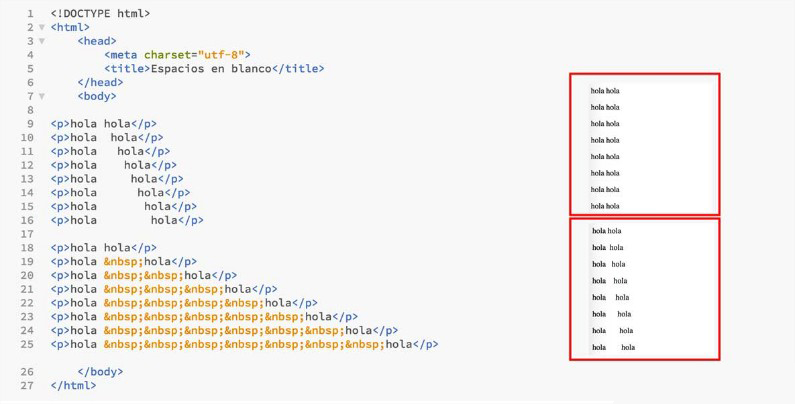 1 <!DOCTYPE html>
2 <html>
3 <head>
4 <meta charset="utf-8">
5 <title>Espacios en blanco</title>
6 </head>
7 <body>
8
9 <p>hola hola</p>
10 <p>hola  hola</p>
11 <p>hola   hola</p>
12 <p>hola    hola</p>
13 <p>hola     hola</p>
14 <p>hola      hola</p>
15 <p>hola       hola</p>
16 <p>hola        hola</p>
17
18 <p>hola hola</p>
19 <p>hola &nbsp;hola</p>
20 <p>hola &nbsp;&nbsp;hola</p>
21 <p>hola &nbsp;&nbsp;&nbsp;hola</p>
22 <p>hola &nbsp;&nbsp;&nbsp;&nbsp;hola</p>
23 <p>hola &nbsp;&nbsp;&nbsp;&nbsp;&nbsp;hola</p>
24 <p>hola &nbsp;&nbsp;&nbsp;&nbsp;&nbsp;&nbsp;hola</p>
25 <p>hola &nbsp;&nbsp;&nbsp;&nbsp;&nbsp;&nbsp;&nbsp;hola</p>
26 </body>
27 </html>
hola hola
hola hola
hola hola
hola hola
hola hola
hola hola
hola hola
hola hola
hola hola
hola  hola
hola   hola
hola    hola
hola     hola
hola      hola
hola       hola
hola        hola